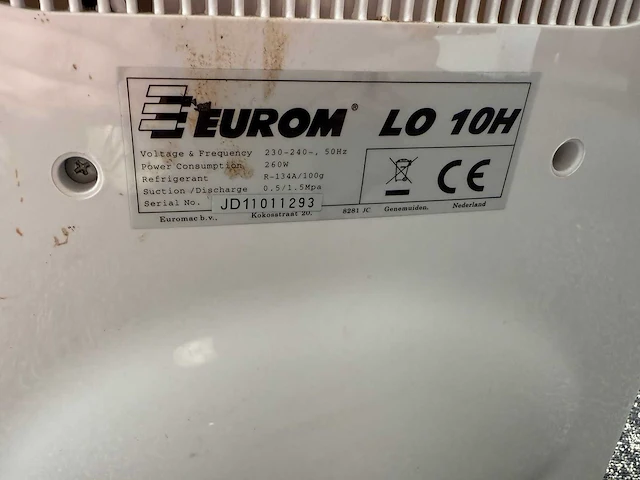 EUROM® LO 10H
Voltage & Frequency 230-240~, 50Hz
Power Consumption 260W
Refrigerant R-134A/100g
Suction/Discharge 0.5/1.5Mpa
Serial No. JD11011293
CE
Euromac b.v., Kokosstraat 20, 8281 JC Genemuiden, Nederland